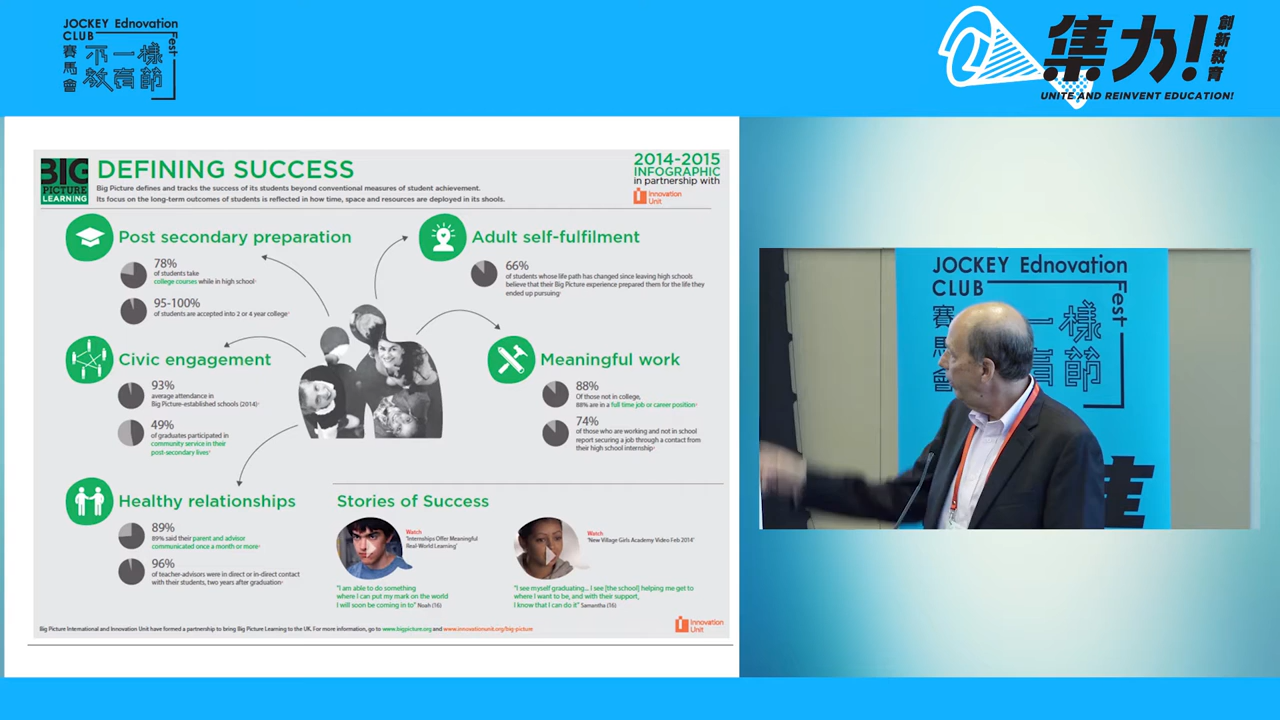 JOCKEY Ednovation
CLUB
Fest
賽馬會
不一樣
教育節
集力!
創新教育
UNITE AND REINVENT EDUCATION!
BIG
PICTURE
LEARNING
DEFINING SUCCESS
Big Picture defines and tracks the success of its students beyond conventional measures of student achievement.
Its focus on the long-term outcomes of students is reflected in how time, space and resources are deployed in its shools.
2014-2015
INFOGRAPHIC
in partnership with
Innovation
Unit
Post secondary preparation
78%
of students take
college courses while in high school
95-100%
of students are accepted into 2 or 4 year college
Adult self-fulfilment
66%
of students whose life path has changed since leaving high schools
believe that their Big Picture experience prepared them for the life they
ended up pursuing
Civic engagement
93%
average attendance in
Big Picture-established schools (2014)
49%
of graduates participated in
community service in their
post-secondary lives
Meaningful work
88%
Of those not in college,
88% are in a full time job or career position
74%
of those who are working and not in school
report securing a job through a contact from
their high school internship
Healthy relationships
89%
89% said their parent and advisor
communicated once a month or more
96%
of teacher-advisors were in direct or in-direct contact
with their students, two years after graduation
Stories of Success
Watch
'Internships Offer Meaningful
Real-World Learning'
"I am able to do something
where I can put my mark on the world
I will soon be coming in to" Noah (16)
Watch
'New Village Girls Academy Video Feb 2014'
"I see myself graduating... I see [the school] helping me get to
where I want to be, and with their support,
I know that I can do it" Samantha (16)
Big Picture International and Innovation Unit have formed a partnership to bring Big Picture Learning to the UK. For more information, go to www.bigpicture.org and www.innovationunit.org/big-picture
Innovation
Unit
JOCKEY Ednovation
CLUB
Fest
賽馬會
一樣
育節